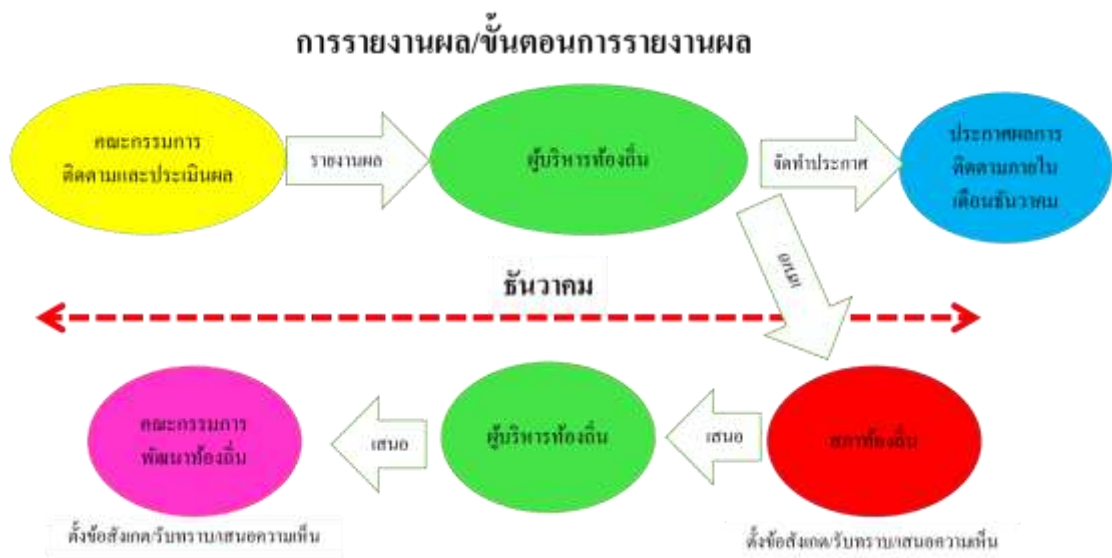 การรายงานผล/ขั้นตอนการรายงานผล
คณะกรรมการ
ติดตามและประเมินผล
รายงานผล
ผู้บริหารท้องถิ่น
จัดทำประกาศ
ประกาศผลการ
ติดตามภายใน
เดือนธันวาคม
เสนอ
ธันวาคม
คณะกรรมการ
พัฒนาท้องถิ่น
เสนอ
ผู้บริหารท้องถิ่น
เสนอ
สภาท้องถิ่น
ตั้งข้อสังเกต/รับทราบ/เสนอความเห็น
ตั้งข้อสังเกต/รับทราบ/เสนอความเห็น